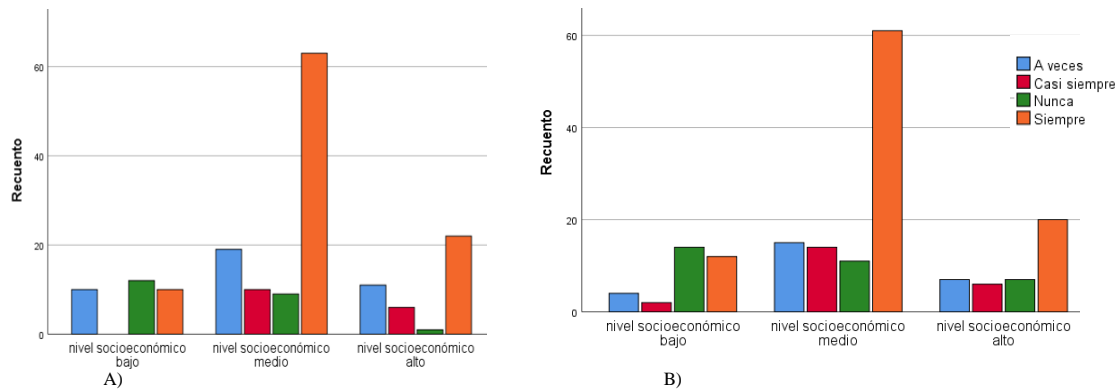 Recuento
60
40
20
0
nivel socioeconómico
bajo
nivel socioeconómico
medio
nivel socioeconómico
alto
A)
Recuento
60
40
20
0
nivel socioeconómico
bajo
nivel socioeconómico
medio
nivel socioeconómico
alto
A veces
Casi siempre
Nunca
Siempre
B)